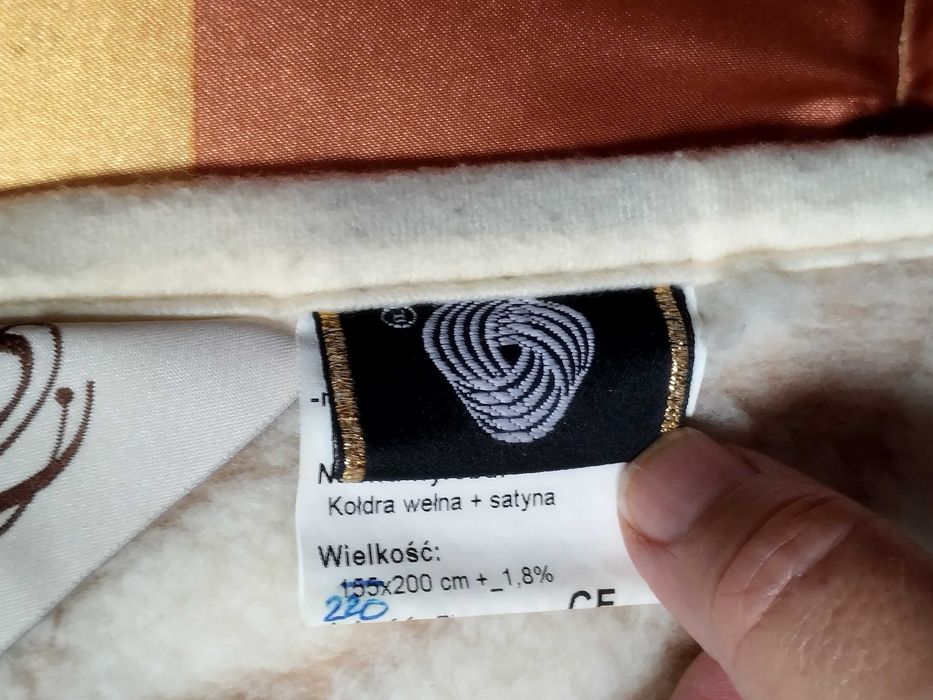 Kołdra wełna + satyna
Wielkość:
155x200 cm +_1,8%
220
CE